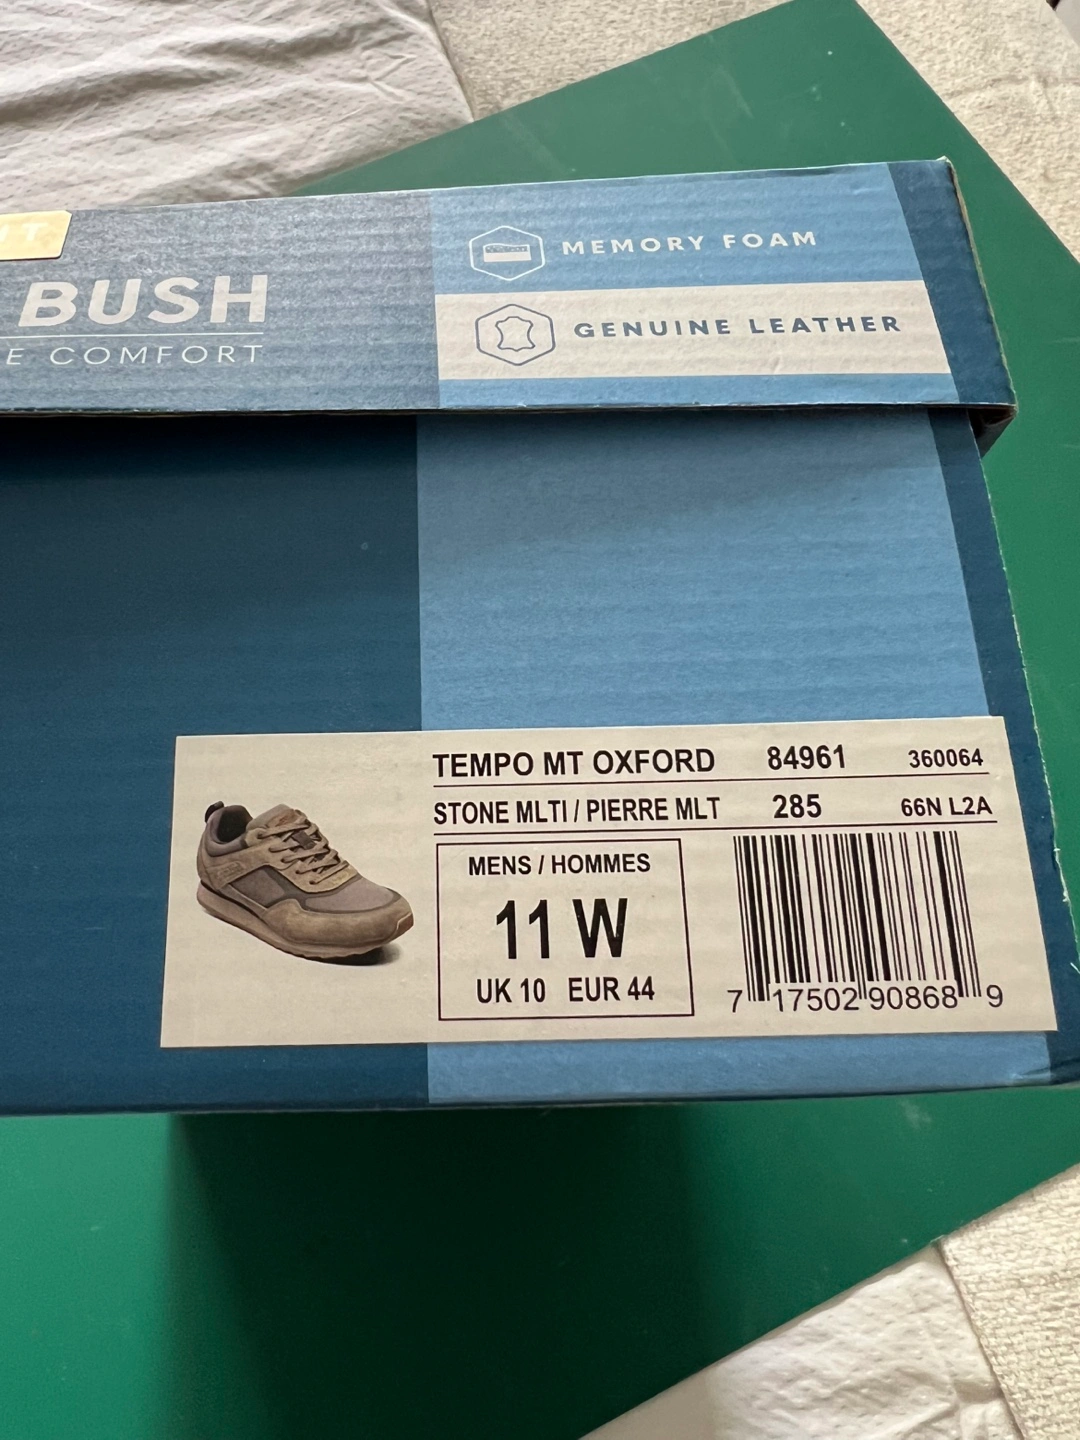 MEMORY FOAM
BUSH
GENUINE LEATHER
E COMFORT
TEMPO MT OXFORD 84961 360064
STONE MLTI / PIERRE MLT 285 66N L2A
MENS / HOMMES
11 W
UK 10 EUR 44
7 17502 90868 9